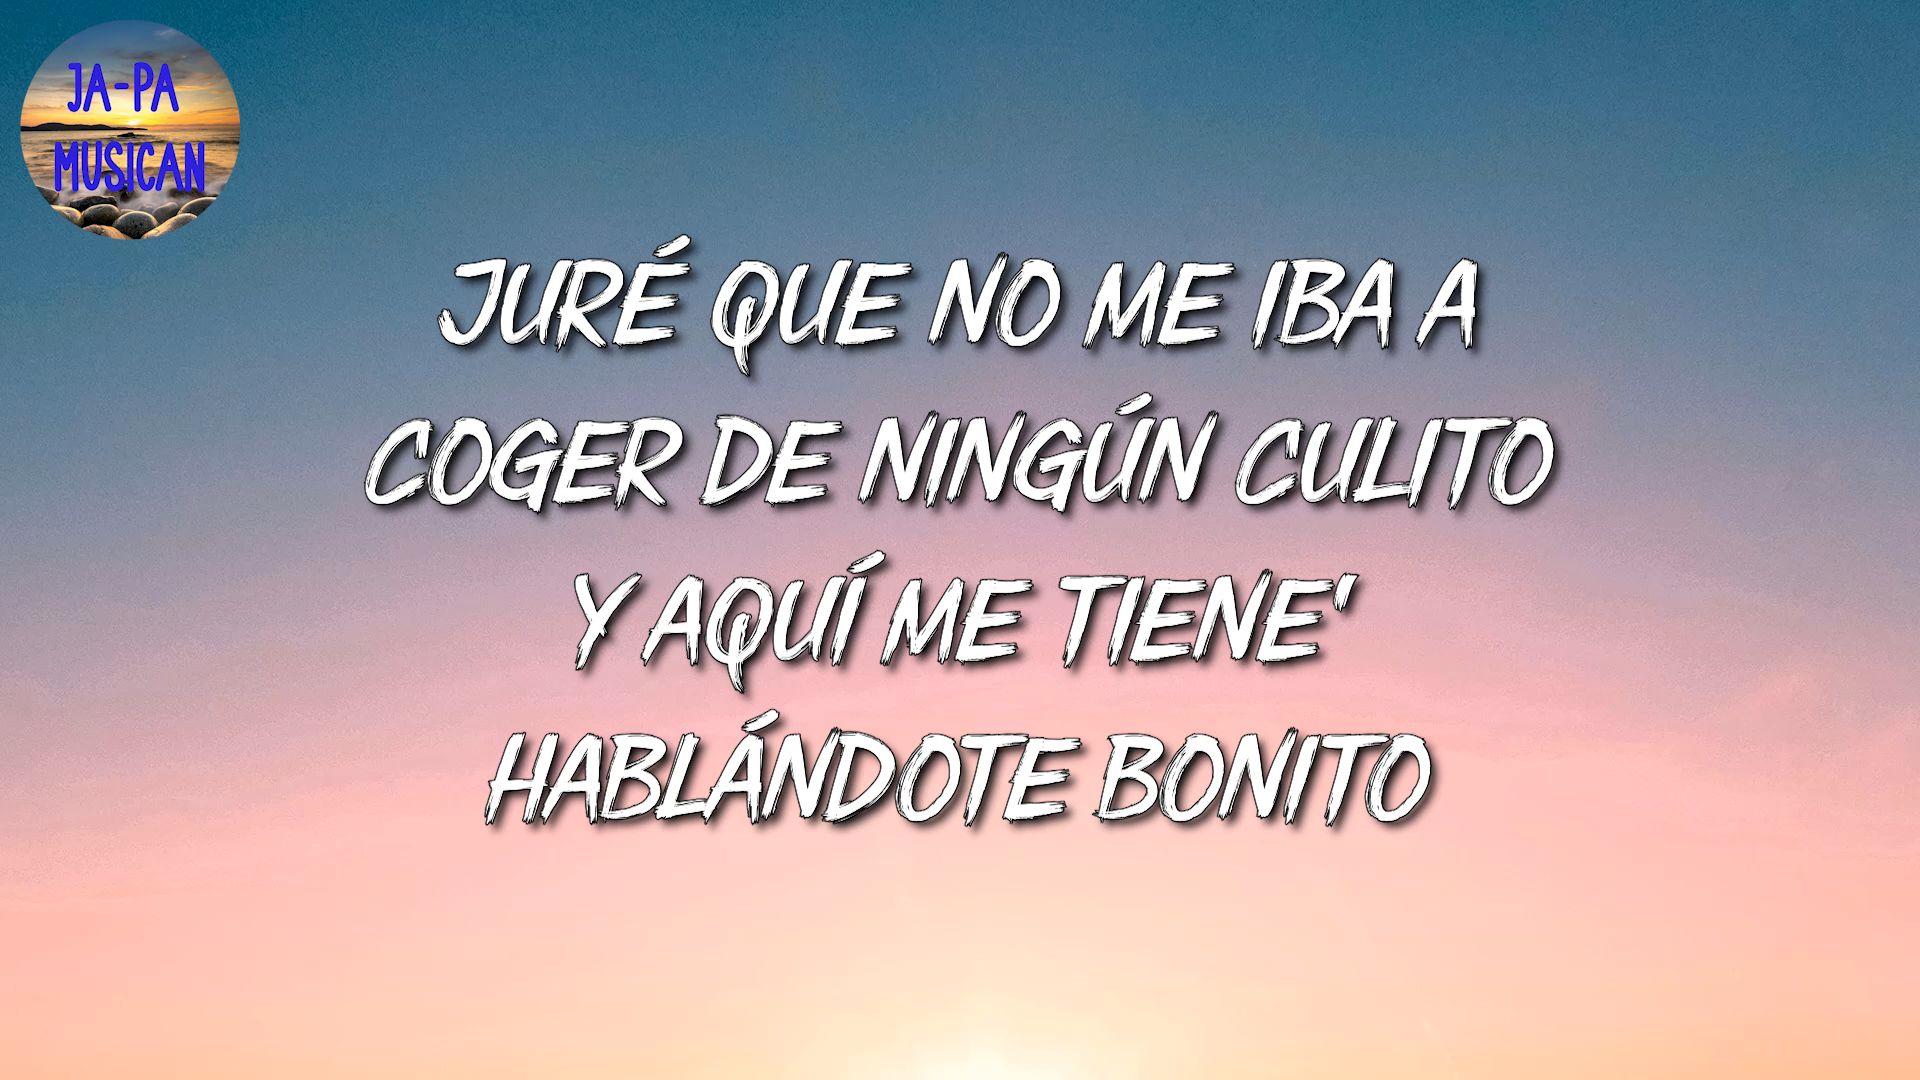 JA-PA
MUSICAN
JURÉ QUE NO ME IBA A
COGER DE NINGÚN CULITO
Y AQUÍ ME TIENE'
HABLÁNDOTE BONITO